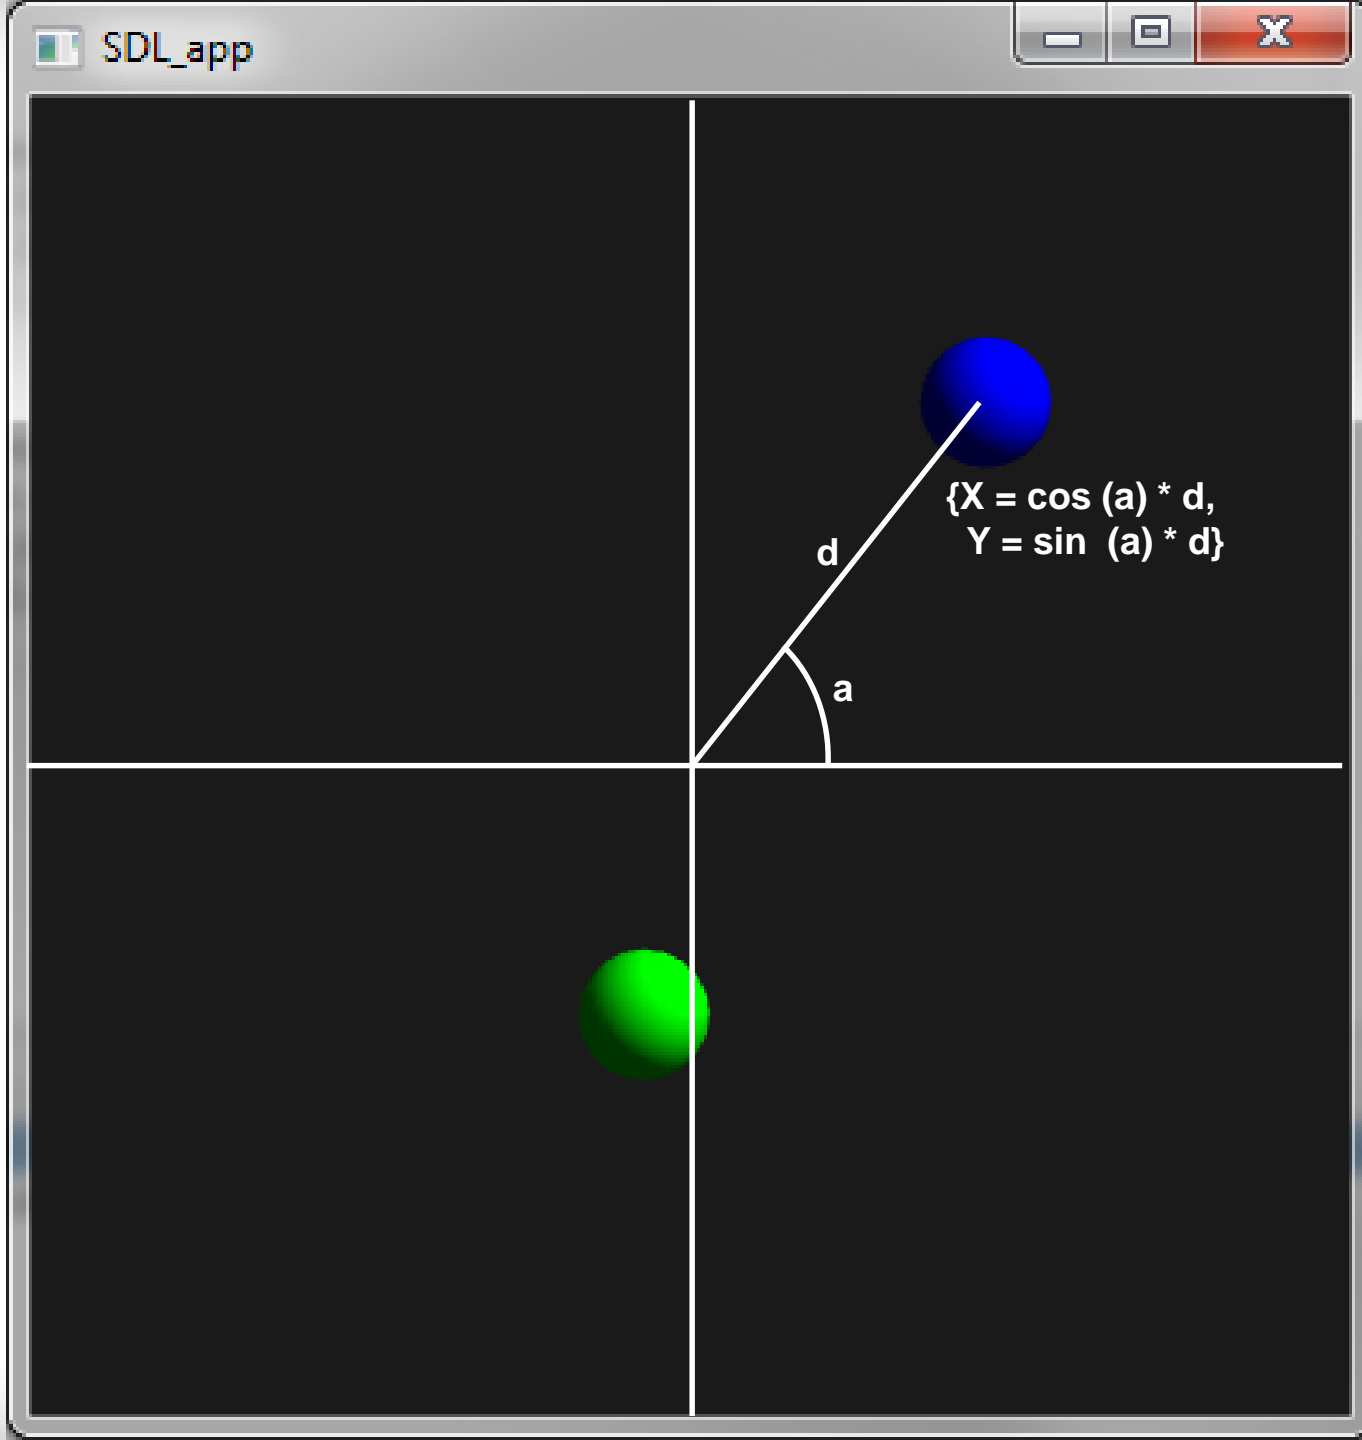 SDL_app
{X = cos (a) * d,
Y = sin  (a) * d}
d
a